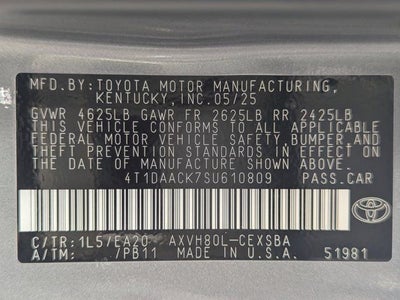 MFD.BY:TOYOTA MOTOR MANUFACTURING,
KENTUCKY,INC.05/25
GVWR 4625LB GAWR FR 2625LB RR 2425LB
THIS VEHICLE CONFORMS TO ALL APPLICABLE
FEDERAL MOTOR VEHICLE SAFETY, BUMPER, AND
THEFT PREVENTION STANDARDS IN EFFECT ON
THE DATE OF MANUFACTURE SHOWN ABOVE.
4T1DAACK7SU610809 PASS.CAR
C/TR:1L5/EA20 AXVH80L-CEXSBA
A/TM: /PB11 MADE IN U.S.A. 51981
TOYOTA